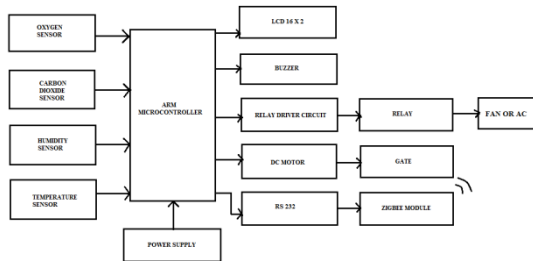 OXYGEN
SENSOR
CARBON
DIOXIDE
SENSOR
HUMIDITY
SENSOR
TEMPERATURE
SENSOR
ARM
MICROCONTROLLER
POWER SUPPLY
LCD 16 X 2
BUZZER
RELAY DRIVER CIRCUIT
RELAY
FAN OR AC
DC MOTOR
GATE
RS 232
ZIGBEE MODULE